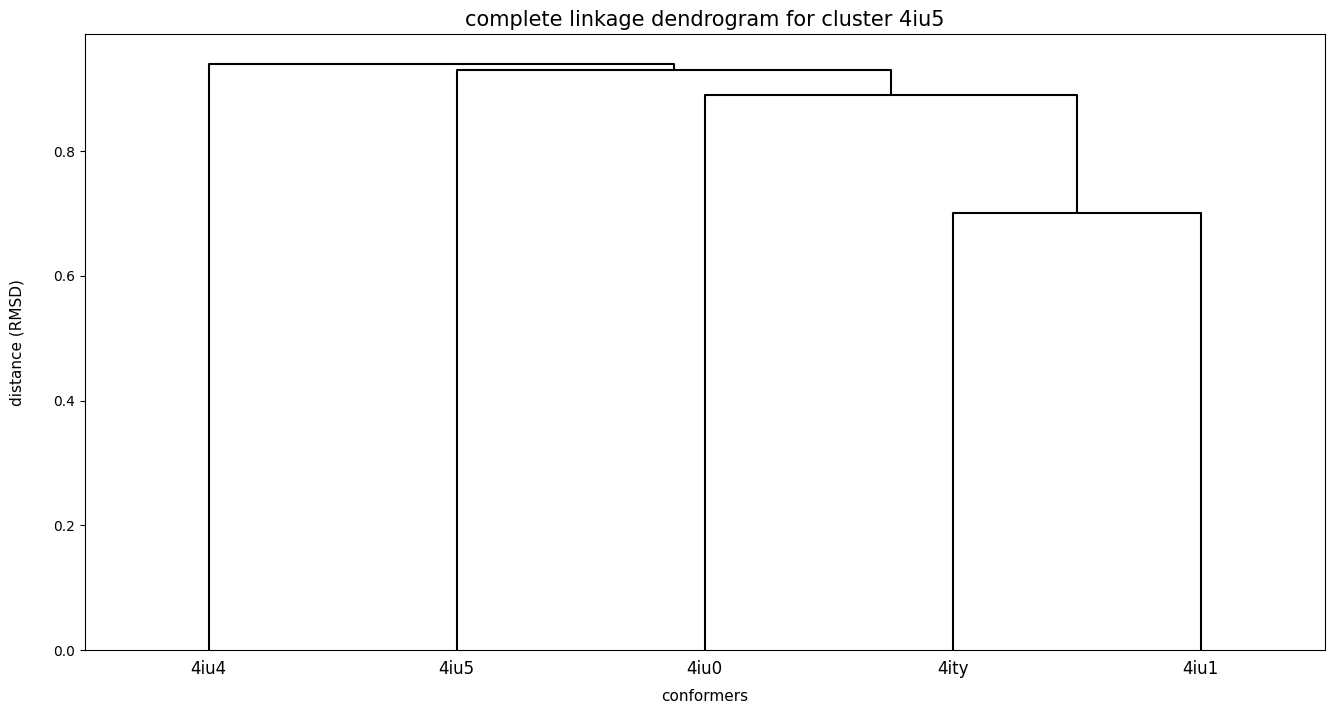 complete linkage dendrogram for cluster 4iu5
distance (RMSD)
0.8
0.6
0.4
0.2
0.0
4iu4 4iu5 4iu0 4ity 4iu1
conformers